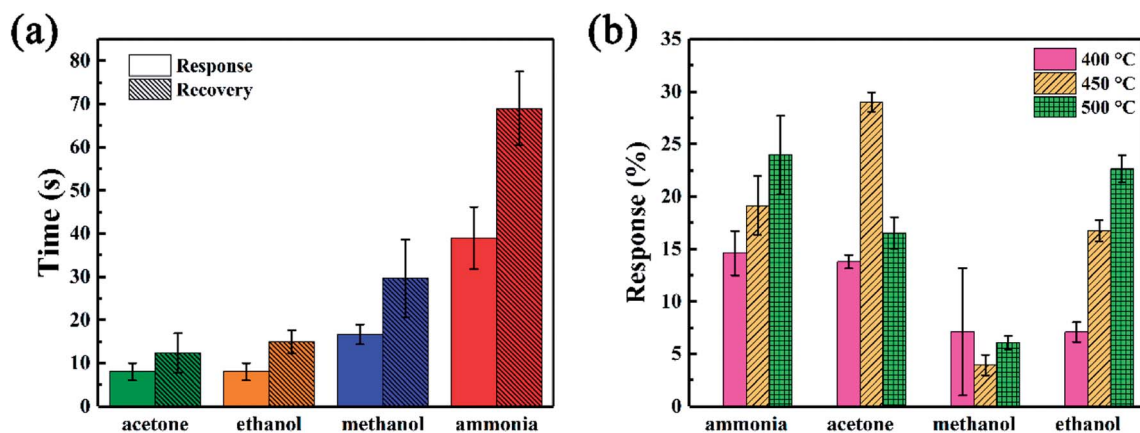 (a)
Response
Recovery
Time (s)
80
70
60
50
40
30
20
10
0
acetone ethanol methanol ammonia
(b)
400 °C
450 °C
500 °C
Response (%)
35
30
25
20
15
10
5
0
ammonia acetone methanol ethanol